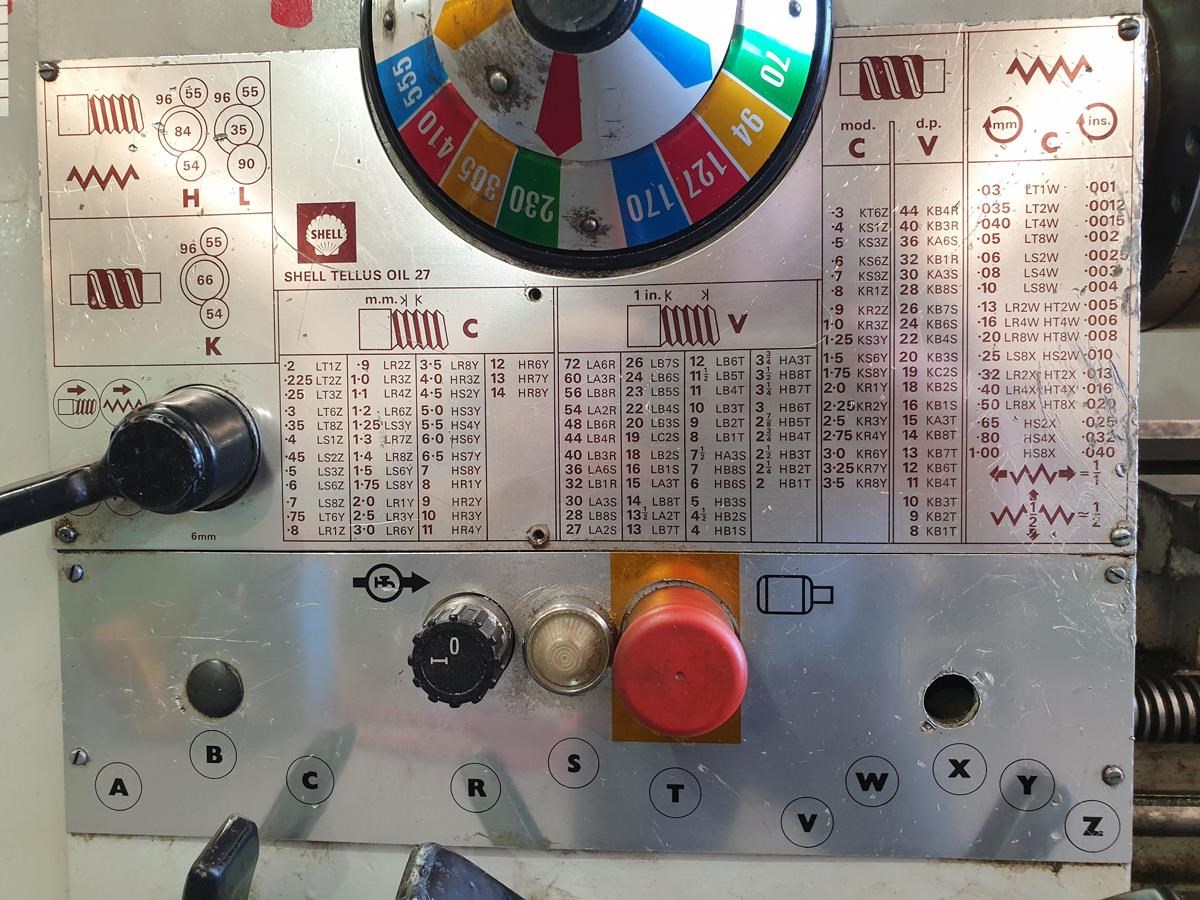 555
410
305
230
170
127
94
70
96 55 96 55
84 35
54 90
H L
96 55
66
54
K
SHELL
SHELL TELLUS OIL 27
m.m. K
C
1 in. K
V
mod. d.p.
C V
mm ins.
C
·2 LT1Z ·9 LR2Z 3·5 LR8Y 12 HR6Y
·225 LT2Z 1·0 LR3Z 4·0 HR3Z 13 HR7Y
·25 LT3Z 1·1 LR4Z 4·5 HS2Y 14 HR8Y
·3 LT6Z 1·2 LR6Z 5·0 HS3Y
·35 LT8Z 1·25 LS3Y 5·5 HS4Y
·4 LS1Z 1·3 LR7Z 6·0 HS6Y
·45 LS2Z 1·4 LR8Z 6·5 HS7Y
·5 LS3Z 1·5 LS6Y 7 HS8Y
·6 LS6Z 1·75 LS8Y 8 HR1Y
·7 LS8Z 2·0 LR1Y 9 HR2Y
·75 LT6Y 2·5 LR3Y 10 HR3Y
·8 LR1Z 3·0 LR6Y 11 HR4Y
72 LA6R 26 LB7S 12 LB6T 3¾ HA3T
60 LA3R 24 LB6S 11½ LB5T 3½ HB8T
56 LB8R 23 LB5S 11 LB4T 3¼ HB7T
54 LA2R 22 LB4S 10 LB3T 3 HB6T
48 LB6R 20 LB3S 9 LB2T 2⅞ HB5T
44 LB4R 19 LC2S 8 LB1T 2¾ HB4T
40 LB3R 18 LB2S 7½ HA3S 2½ HB3T
36 LA6S 16 LB1S 7 HB8S 2¼ HB2T
32 LB1R 15 LA3T 6 HB6S 2 HB1T
30 LA3S 14 LB8T 5 HB3S
28 LB8S 13½ LA2T 4½ HB2S
27 LA2S 13 LB7T 4 HB1S
·3 KT6Z 44 KB4R
·4 KS1Z 40 KB3R
·5 KS3Z 36 KA6S
·6 KS6Z 32 KB1R
·7 KS3Z 30 KA3S
·8 KR1Z 28 KB8S
·9 KR2Z 26 KB7S
1·0 KR3Z 24 KB6S
1·25 KS3Y 22 KB4S
1·5 KS6Y 20 KB3S
1·75 KS8Y 19 KC2S
2·0 KR1Y 18 KB2S
2·25 KR2Y 16 KB1S
2·5 KR3Y 15 KA3T
2·75 KR4Y 14 KB8T
3·0 KR6Y 13 KB7T
3·25 KR7Y 12 KB6T
3·5 KR8Y 11 KB4T
10 KB3T
9 KB2T
8 KB1T
·03 LT1W ·001
·035 LT2W ·0012
·040 LT4W ·0015
·05 LT8W ·002
·06 LS2W ·0025
·08 LS4W ·003
·10 LS8W ·004
·13 LR2W HT2W ·005
·16 LR4W HT4W ·006
·20 LR8W HT8W ·008
·25 LS8X HS2W ·010
·32 LR2X HT2X ·013
·40 LR4X HT4X ·016
·50 LR8X HT8X ·020
·65 HS2X ·025
·80 HS4X ·032
1·00 HS8X ·040
= 1/1
1/2 = 1/2
6mm
O
I
A
B
C
R
S
T
V
W
X
Y
Z